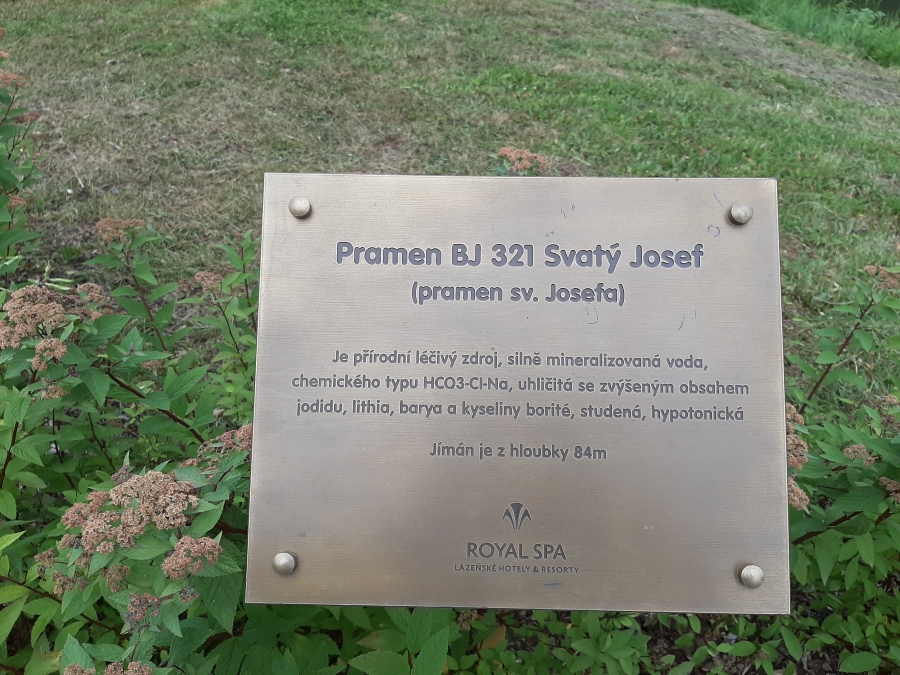 Pramen BJ 321 Svatý Josef
(pramen sv. Josefa)
Je přírodní léčivý zdroj, silně mineralizovaná voda,
chemického typu HCO3-Cl-Na, uhličitá se zvýšeným obsahem
jodidu, lithia, barya a kyseliny borité, studená, hypotonická
Jímán je z hloubky 84m
ROYAL SPA
LÁZEŇSKÉ HOTELY & RESORTY